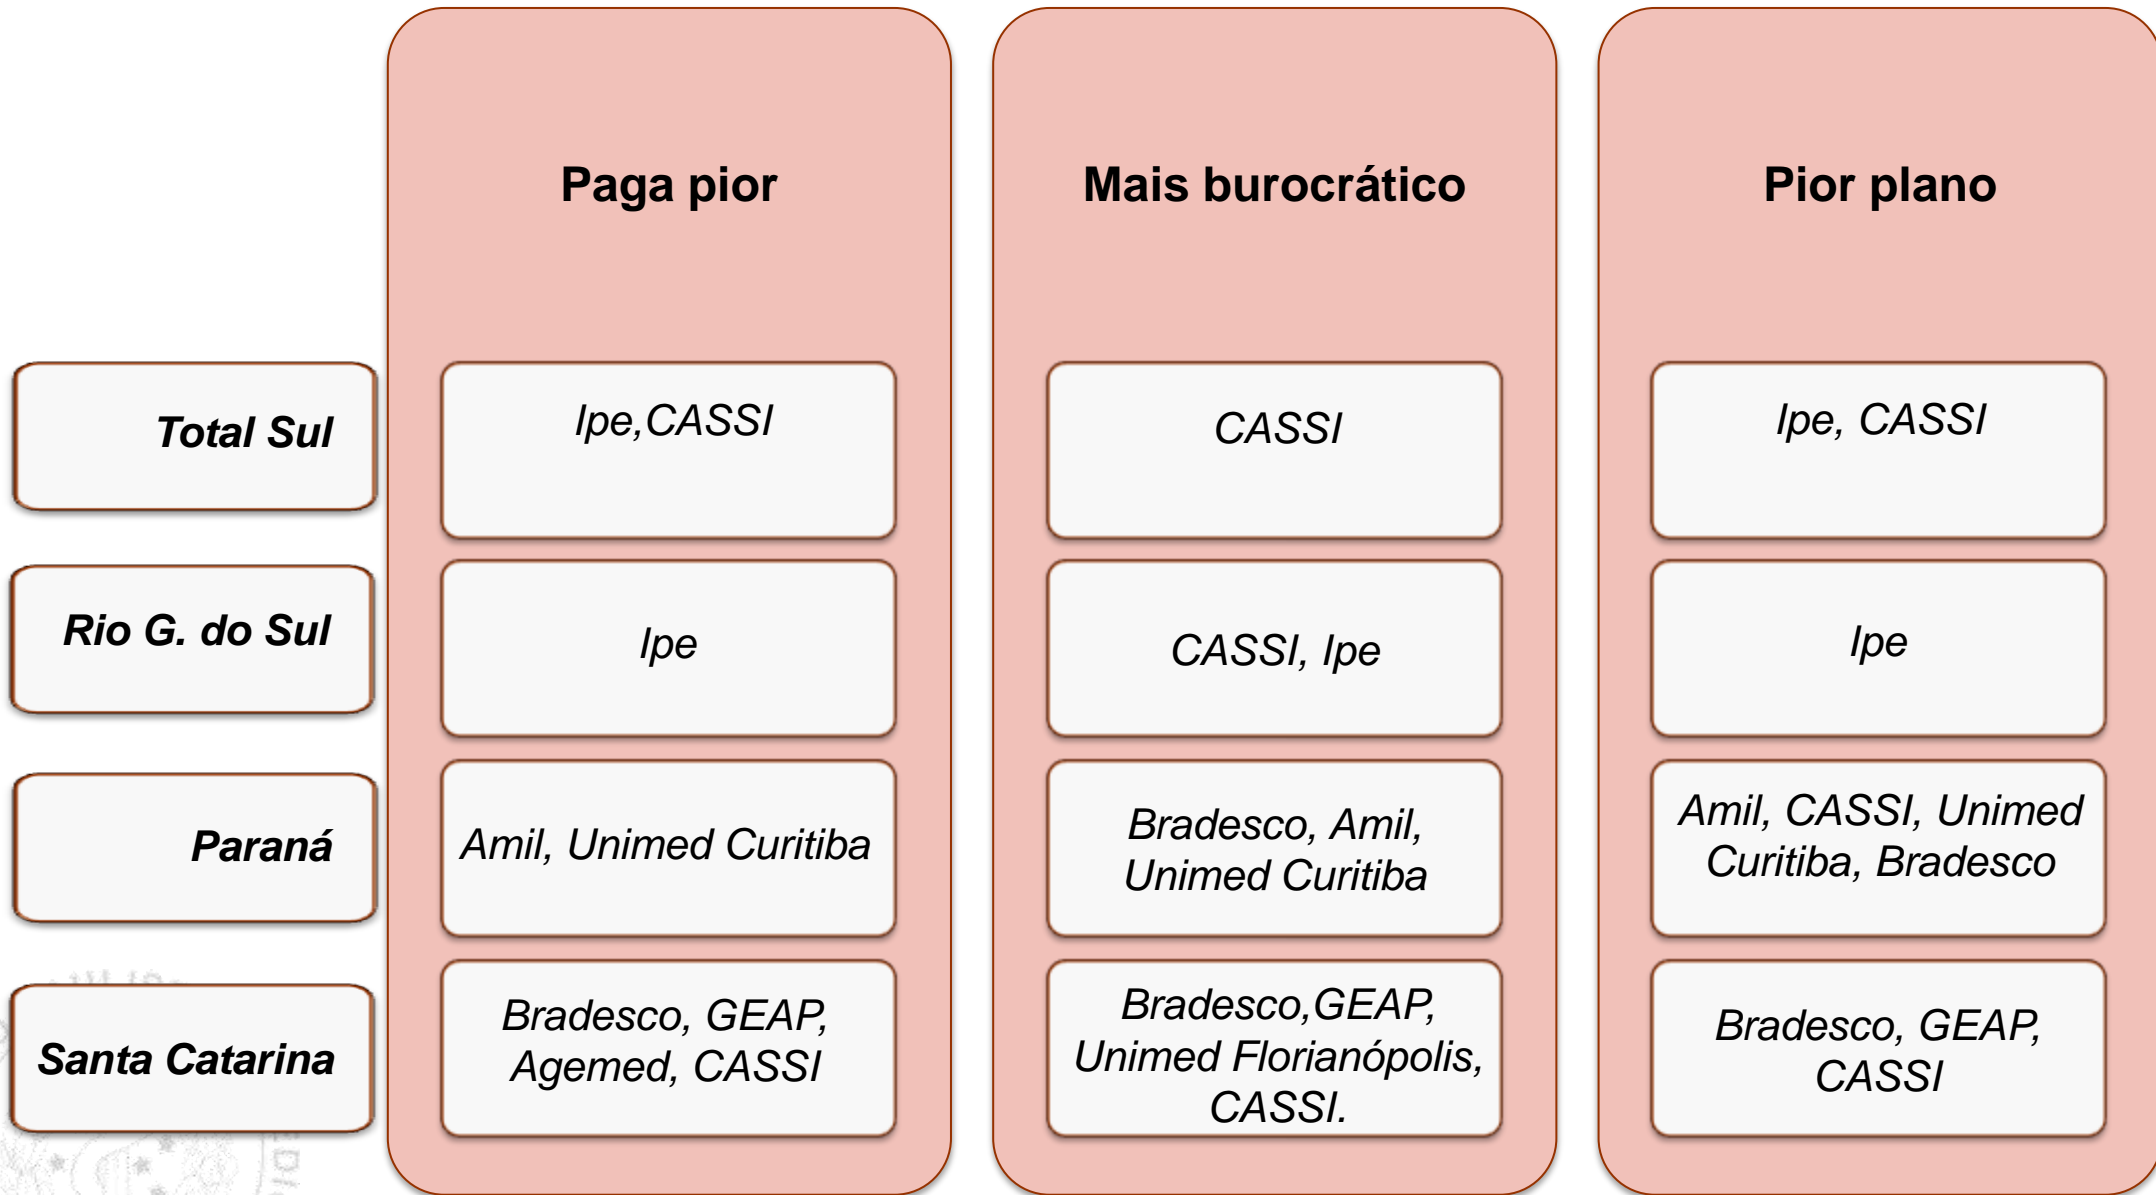 Paga pior
Mais burocrático
Pior plano
Total Sul
Ipe,CASSI
CASSI
Ipe, CASSI
Rio G. do Sul
Ipe
CASSI, Ipe
Ipe
Paraná
Amil, Unimed Curitiba
Bradesco, Amil,
Unimed Curitiba
Amil, CASSI, Unimed
Curitiba, Bradesco
Santa Catarina
Bradesco, GEAP,
Agemed, CASSI
Bradesco,GEAP,
Unimed Florianópolis,
CASSI.
Bradesco, GEAP,
CASSI